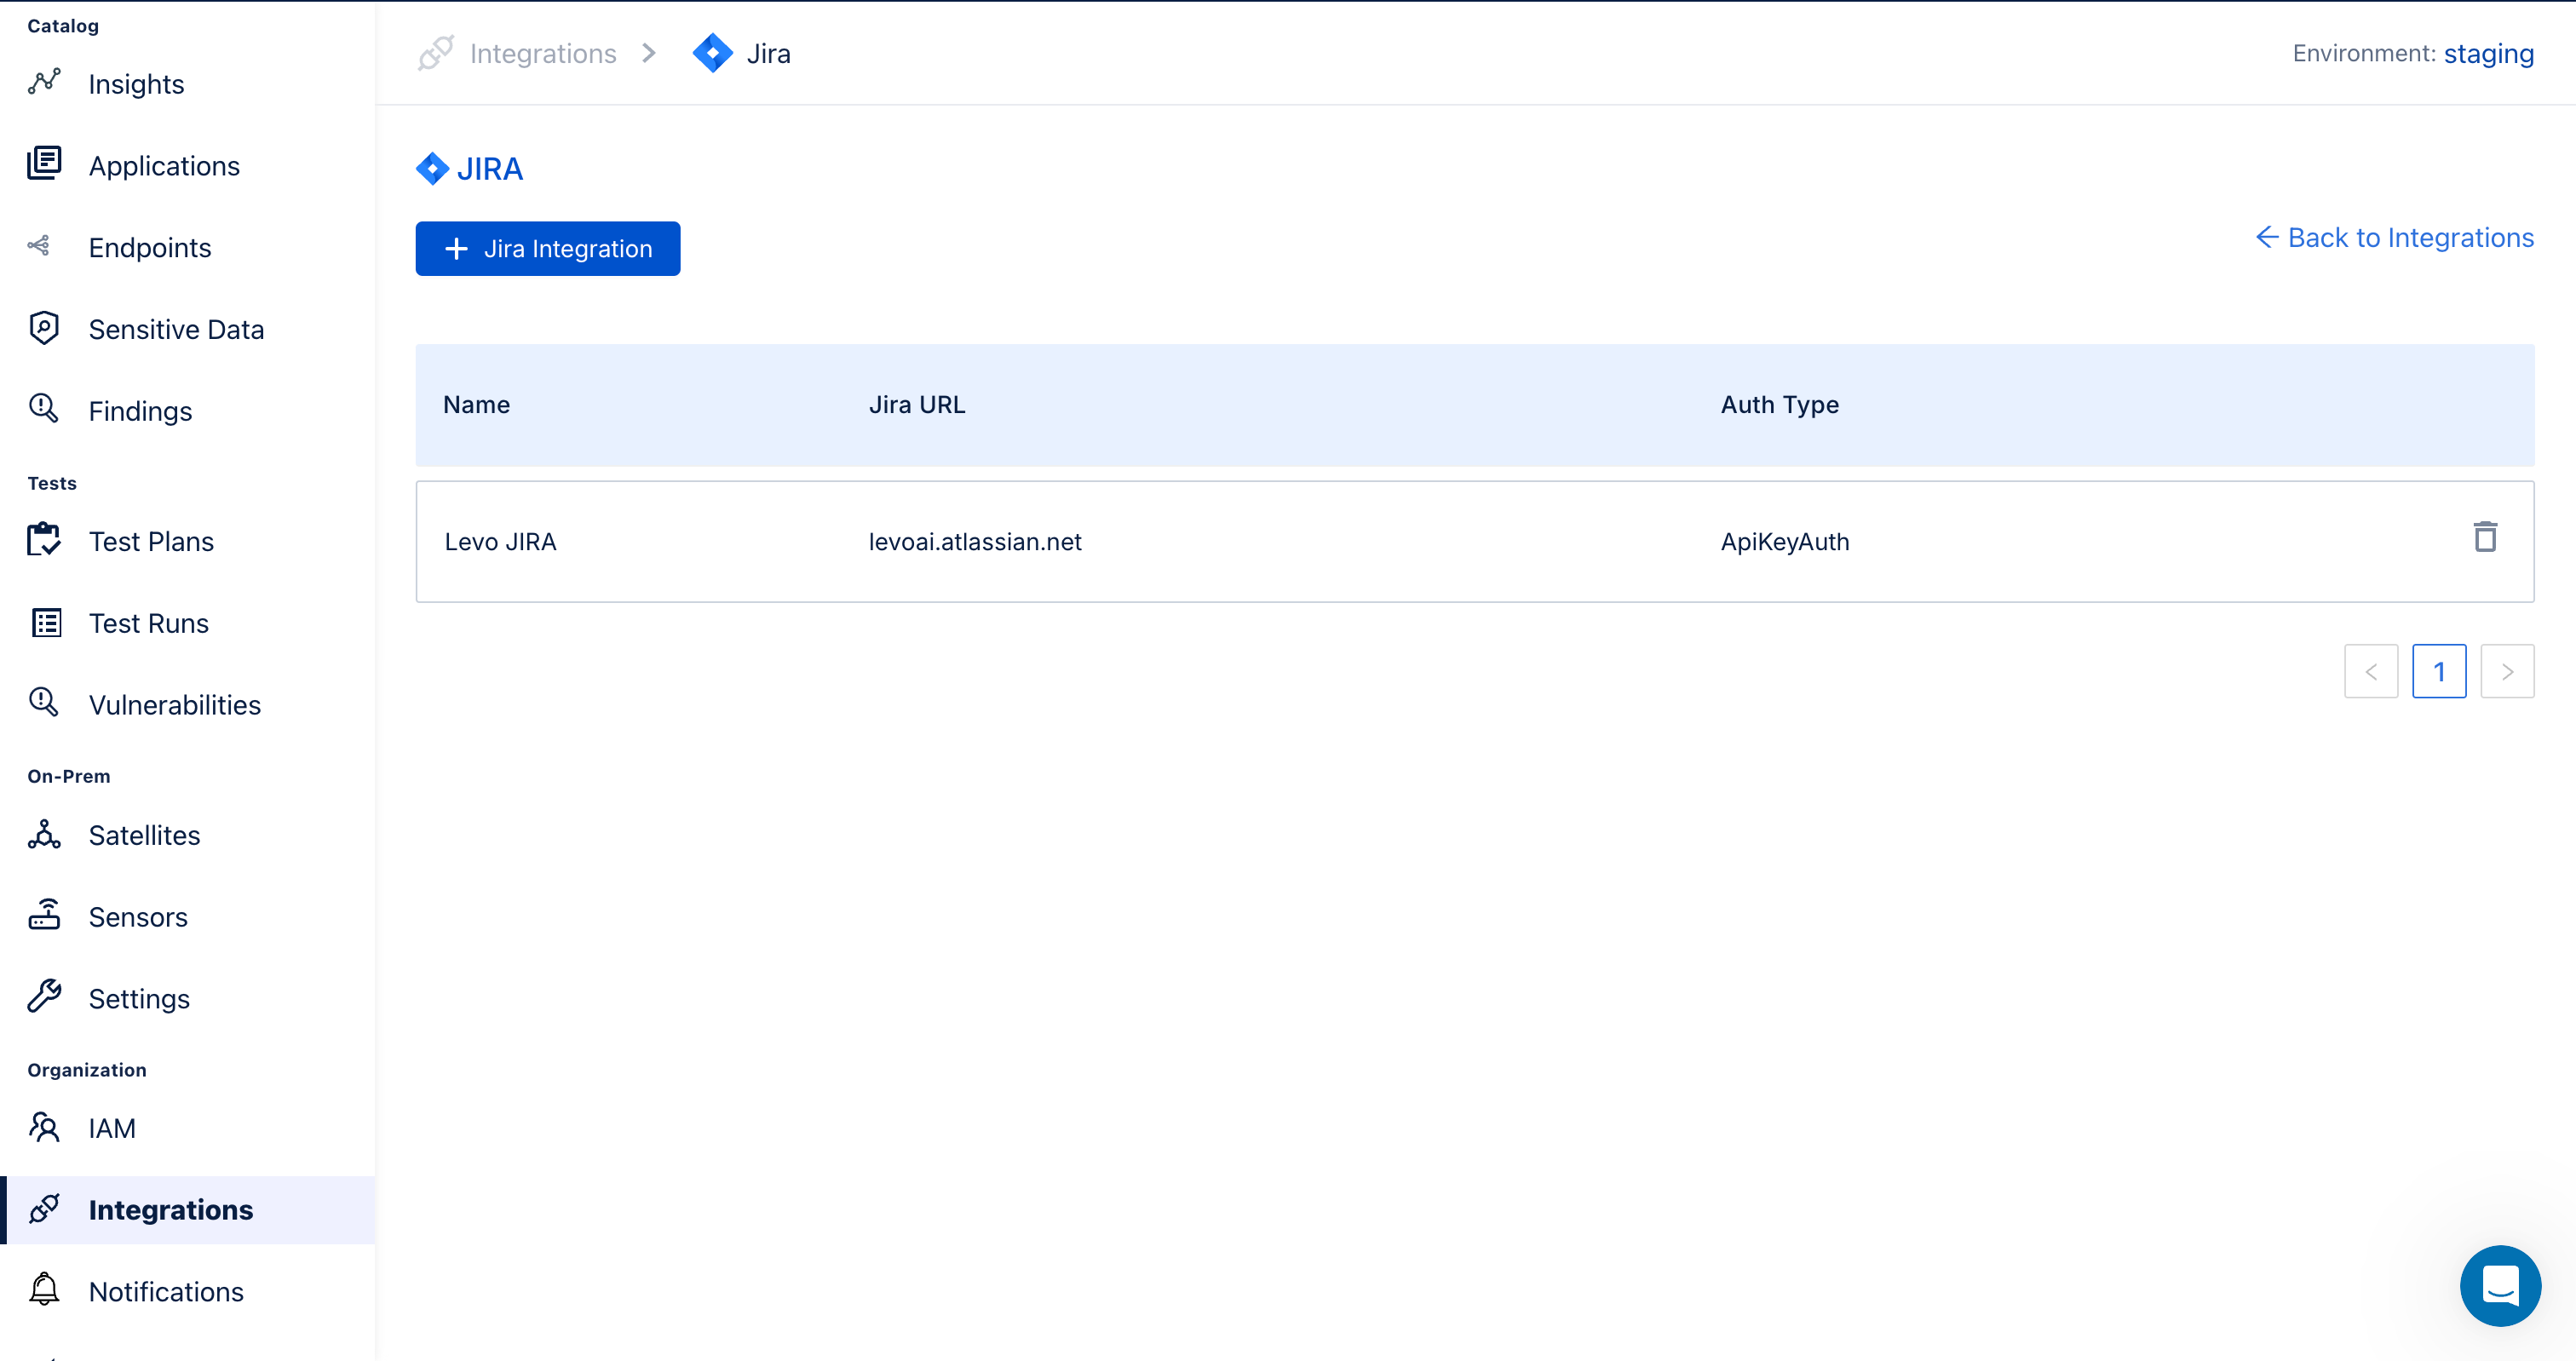 Catalog
Insights
Applications
Endpoints
Sensitive Data
Findings
Tests
Test Plans
Test Runs
Vulnerabilities
On-Prem
Satellites
Sensors
Settings
Organization
IAM
Integrations
Notifications
Integrations > Jira
Environment: staging
JIRA
+ Jira Integration
← Back to Integrations
Name Jira URL Auth Type
Levo JIRA levoai.atlassian.net ApiKeyAuth
< 1 >